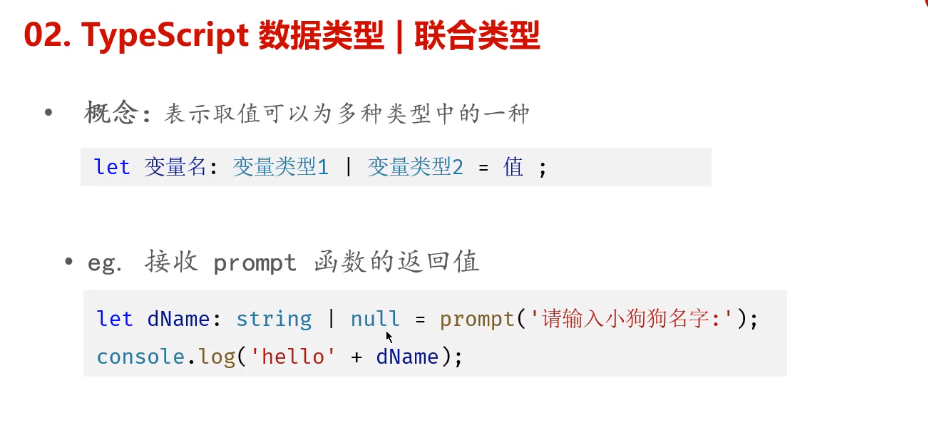 02. TypeScript 数据类型 | 联合类型
• 概念: 表示取值可以为多种类型中的一种
let 变量名: 变量类型1 | 变量类型2 = 值 ;
• eg. 接收 prompt 函数的返回值
let dName: string | null = prompt('请输入小狗狗名字:');
console.log('hello' + dName);